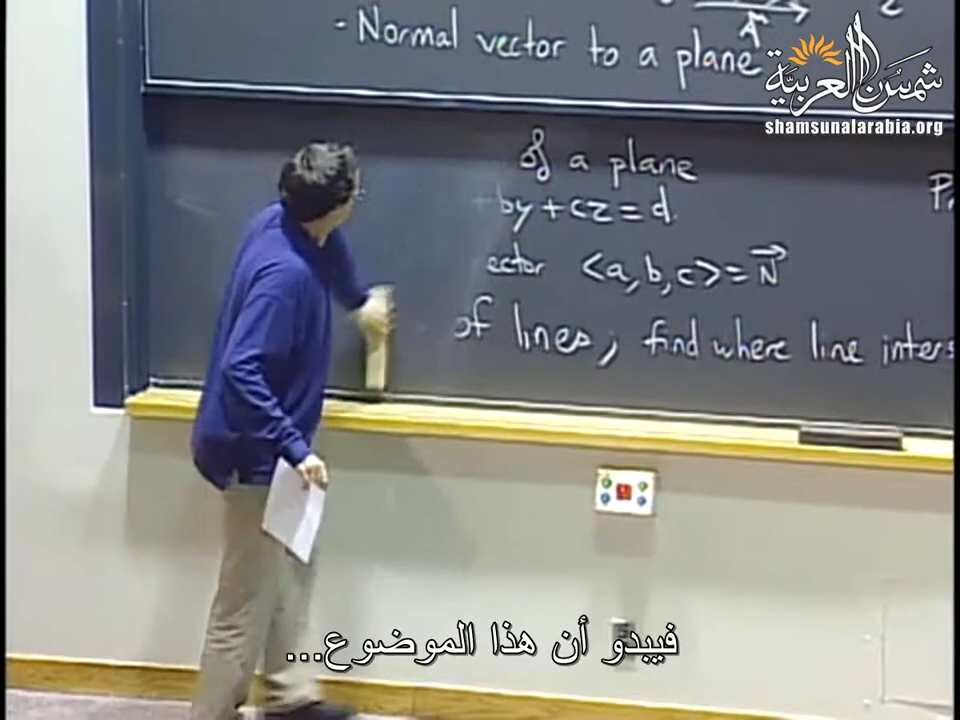 - Normal vector to a plane
of a plane
by + cz = d.
ector <a, b, c> = N⃗
of lines; find where line inters
شمس العربية
shamsunalarabia.org
فيبدو أن هذا الموضوع...